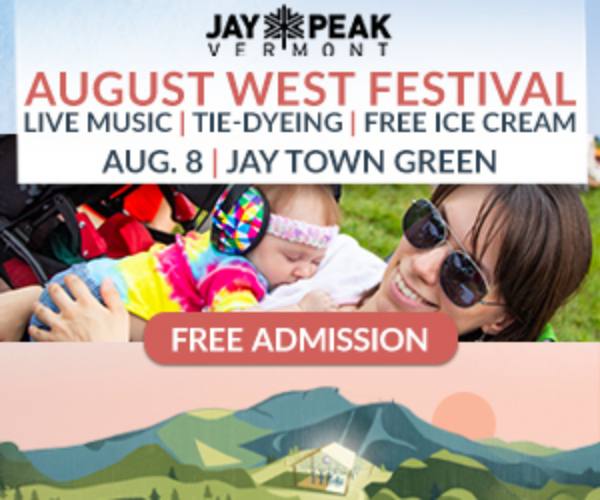 JAY PEAK
VERMONT
AUGUST WEST FESTIVAL
LIVE MUSIC | TIE-DYEING | FREE ICE CREAM
AUG. 8 | JAY TOWN GREEN
FREE ADMISSION